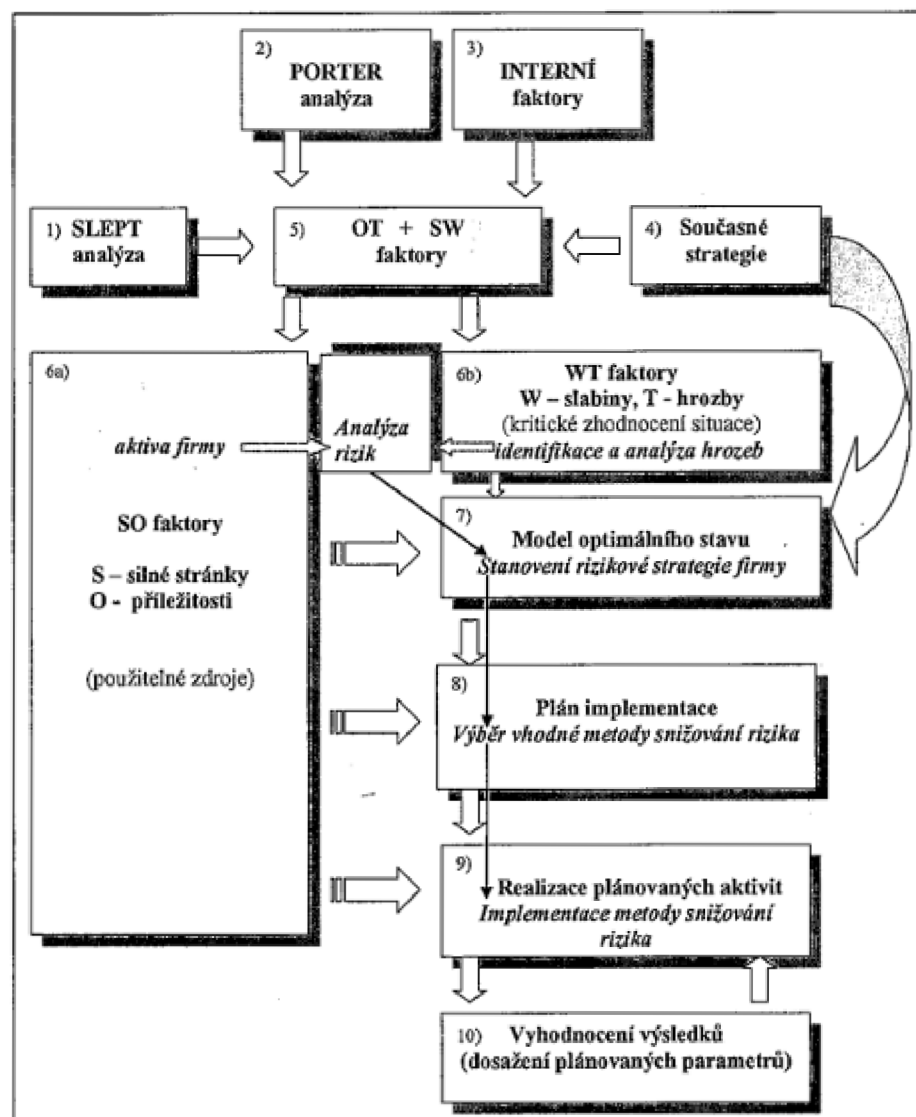 2)
PORTER
analýza
3)
INTERNÍ
faktory
1) SLEPT
analýza
5) OT + SW
faktory
4) Současné
strategie
6a)
aktiva firmy
SO faktory
S – silné stránky
O - příležitosti
(použitelné zdroje)
Analýza
rizik
6b)
WT faktory
W – slabiny, T - hrozby
(kritické zhodnocení situace)
identifikace a analýza hrozeb
7)
Model optimálního stavu
Stanovení rizikové strategie firmy
8)
Plán implementace
Výběr vhodné metody snižování rizika
9)
Realizace plánovaných aktivit
Implementace metody snižování
rizika
10) Vyhodnocení výsledků
(dosažení plánovaných parametrů)